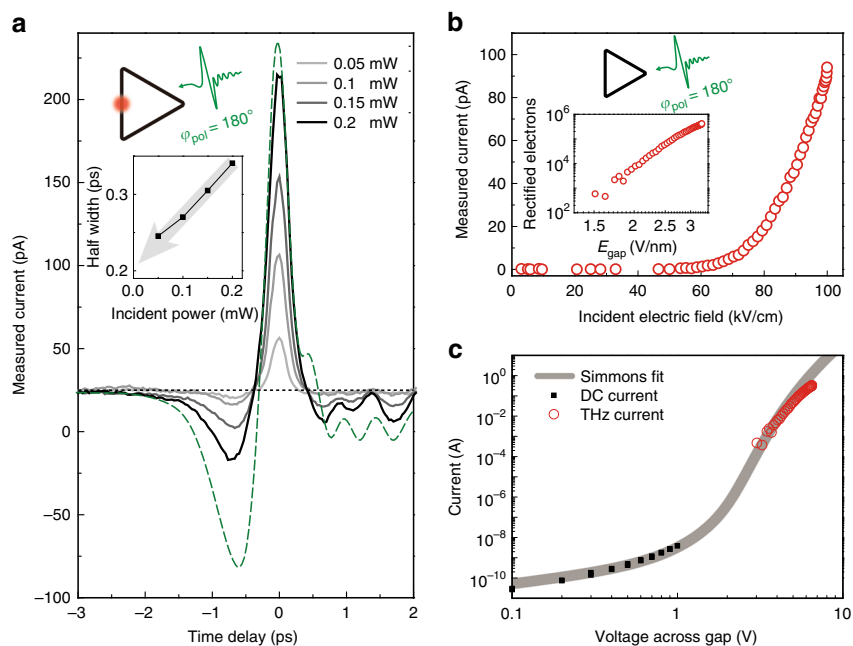 a
0.05 mW
0.1 mW
0.15 mW
0.2 mW
φpol = 180°
Half width (ps)
0.3
0.2
0.0
0.1
0.2
Incident power (mW)
Measured current (pA)
200
150
100
50
25
0
−50
−100
−3
−2
−1
0
1
2
Time delay (ps)
b
φpol = 180°
Measured current (pA)
100
80
60
40
20
0
Rectified electrons
10^6
10^4
10^2
1.5
2
3
Egap (V/nm)
0
20
40
60
80
100
Incident electric field (kV/cm)
c
Simmons fit
DC current
THz current
Current (A)
10^0
10^−2
10^−4
10^−6
10^−8
10^−10
0.1
1
10
Voltage across gap (V)